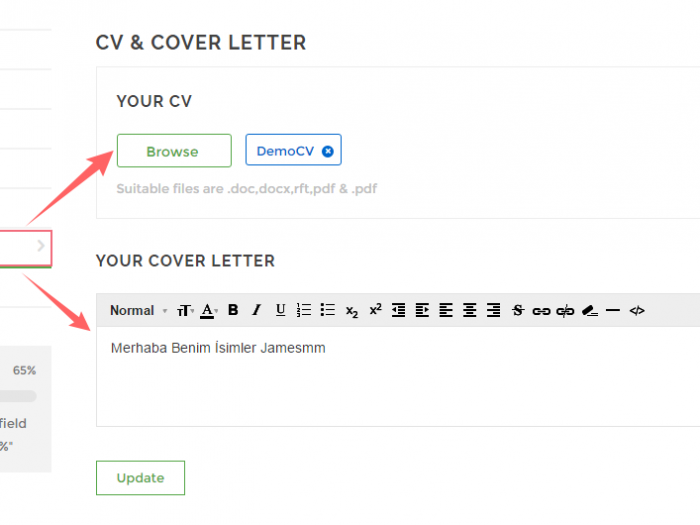 CV & COVER LETTER
YOUR CV
Browse
DemoCV
Suitable files are .doc,docx,rft,pdf & .pdf
YOUR COVER LETTER
Normal
Merhaba Benim Ísimler Jamesmm
65%
field
%"
Update